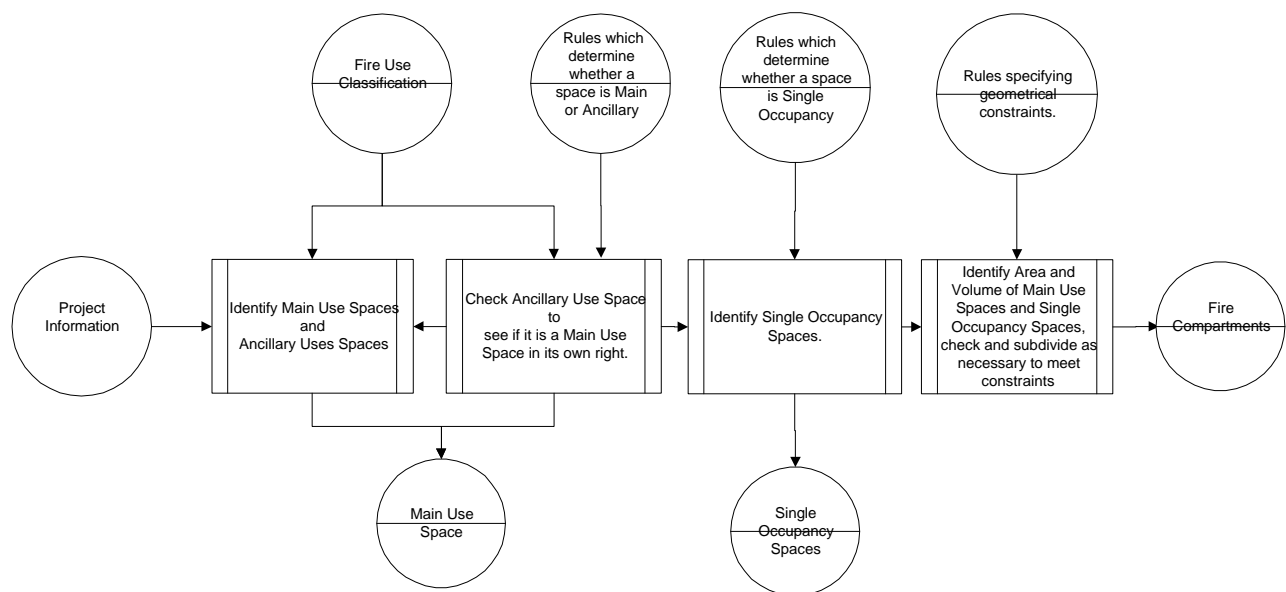 Fire Use
Classification
Rules which
determine
whether a
space is Main
or Ancillary
Rules which
determine
whether a space
is Single
Occupancy
Rules specifying
geometrical
constraints.
Project
Information
Identify Main Use Spaces
and
Ancillary Uses Spaces
Check Ancillary Use Space
to
see if it is a Main Use
Space in its own right.
Identify Single Occupancy
Spaces.
Identify Area and
Volume of Main Use
Spaces and Single
Occupancy Spaces,
check and subdivide as
necessary to meet
constraints
Fire
Compartments
Main Use
Space
Single
Occupancy
Spaces